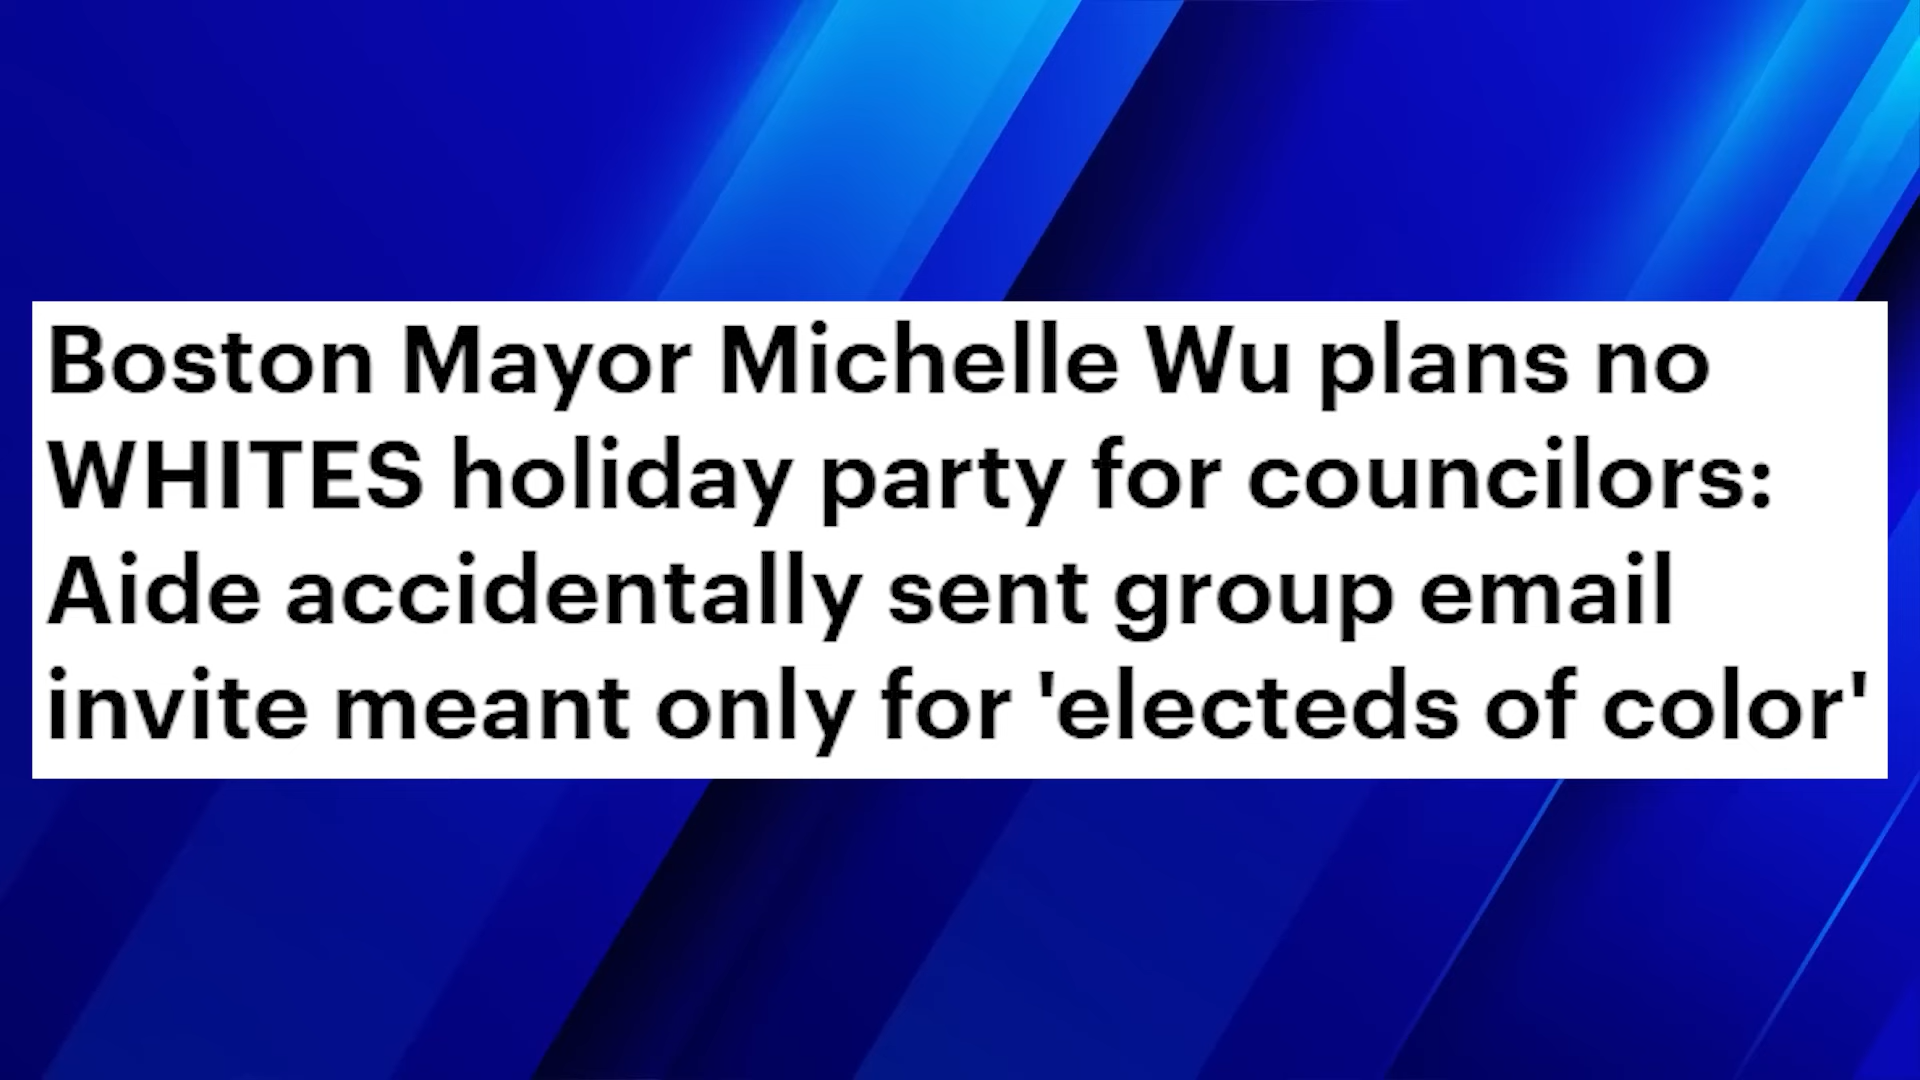 Boston Mayor Michelle Wu plans no
WHITES holiday party for councilors:
Aide accidentally sent group email
invite meant only for 'electeds of color'